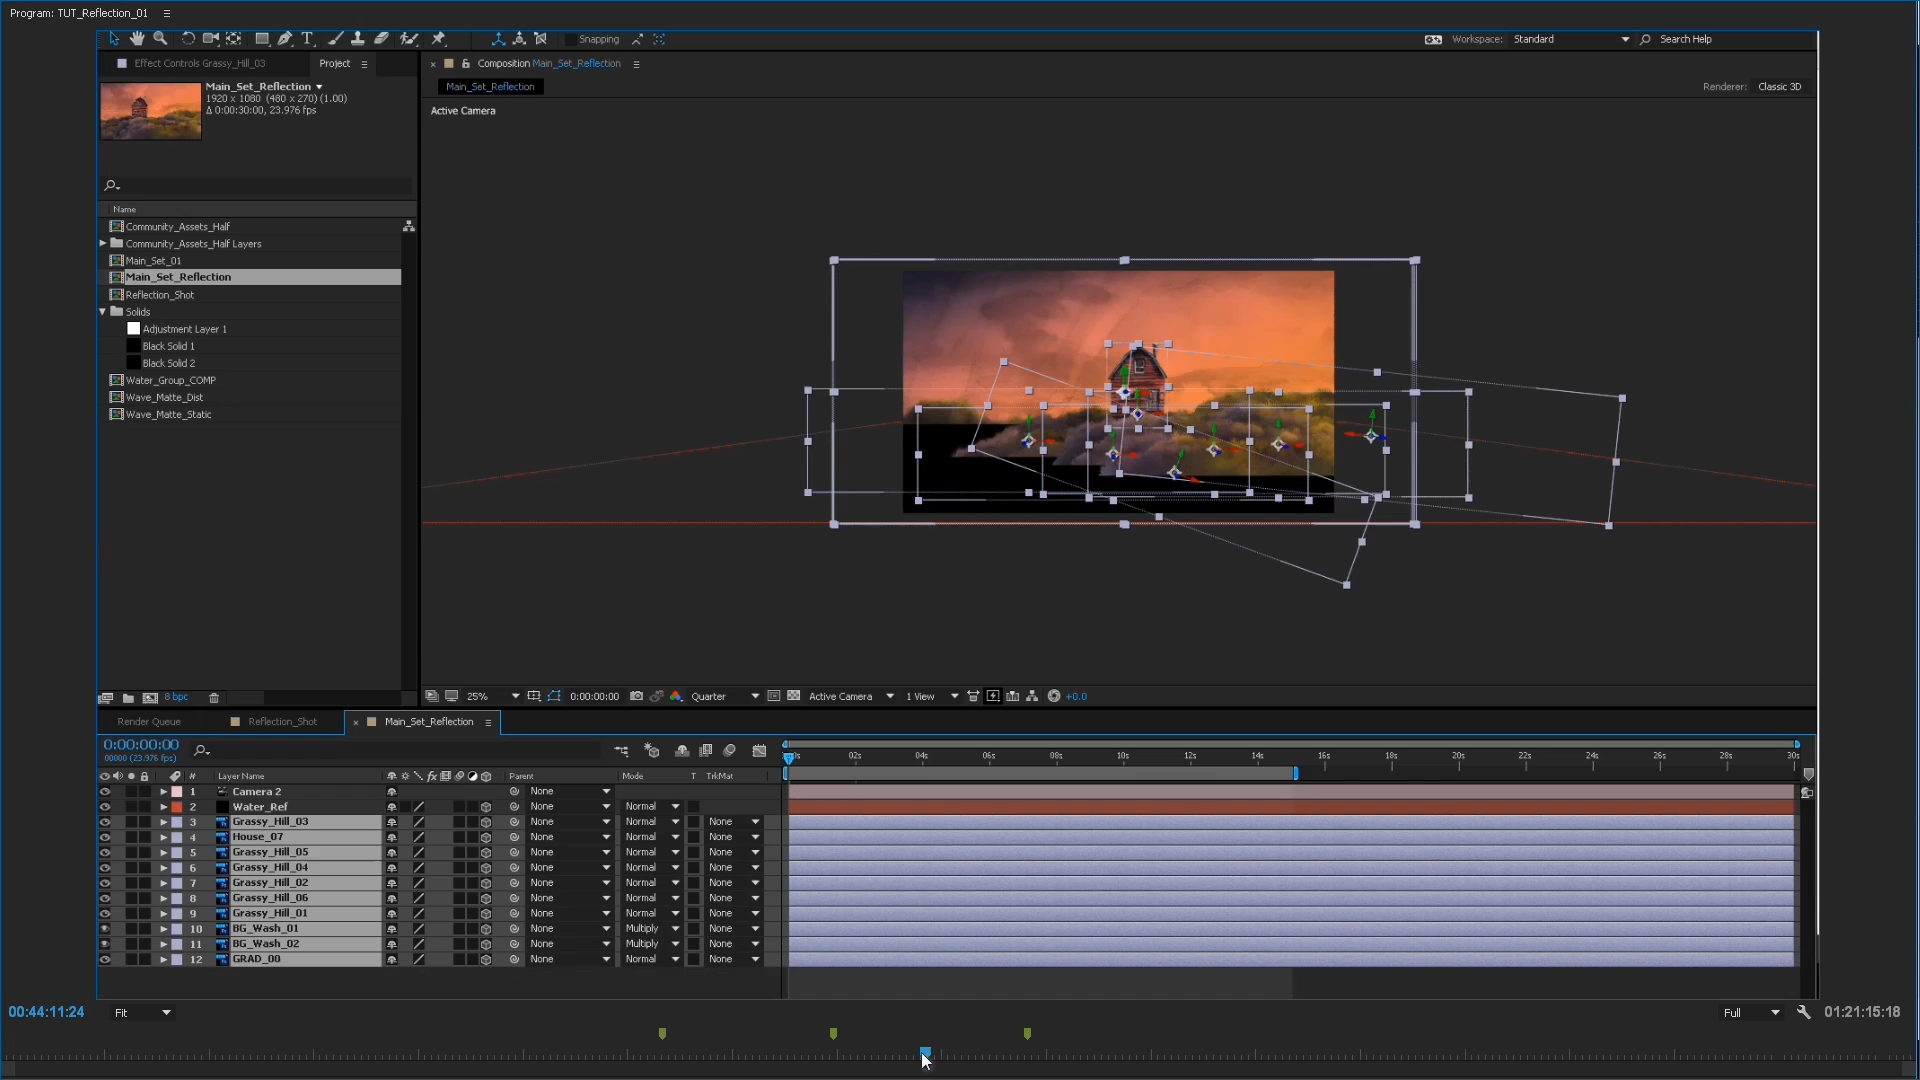 Program: TUT_Reflection_01
Snapping
Workspace: Standard
Search Help
Effect Controls Grassy_Hill_03
Project
Composition Main_Set_Reflection
Main_Set_Reflection
1920 x 1080 (480 x 270) (1.00)
Δ 0:00:30:00, 23.976 fps
Main_Set_Reflection
Renderer: Classic 3D
Active Camera
Name
Community_Assets_Half
Community_Assets_Half Layers
Main_Set_01
Main_Set_Reflection
Reflection_Shot
Solids
Adjustment Layer 1
Black Solid 1
Black Solid 2
Water_Group_COMP
Wave_Matte_Dist
Wave_Matte_Static
8 bpc
25%
0:00:00:00
Quarter
Active Camera
1 View
+0.0
Render Queue
Reflection_Shot
Main_Set_Reflection
0:00:00:00
00000 (23.976 fps)
02s 04s 06s 08s 10s 12s 14s 16s 18s 20s 22s 24s 26s 28s 30s
# Layer Name fx Parent Mode T TrkMat
1 Camera 2 None
2 Water_Ref None Normal
3 Grassy_Hill_03 None Normal None
4 House_07 None Normal None
5 Grassy_Hill_05 None Normal None
6 Grassy_Hill_04 None Normal None
7 Grassy_Hill_02 None Normal None
8 Grassy_Hill_06 None Normal None
9 Grassy_Hill_01 None Normal None
10 BG_Wash_01 None Multiply None
11 BG_Wash_02 None Multiply None
12 GRAD_00 None Normal None
00:44:11:24
Fit
Full
01:21:15:18